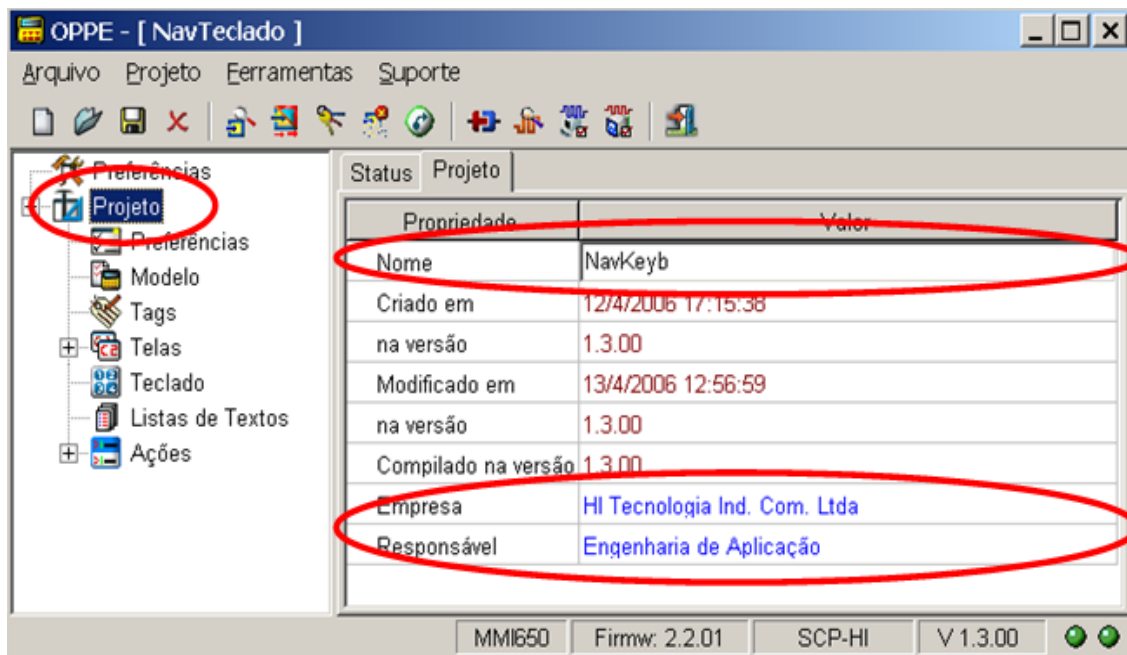 OPPE - [ NavTeclado ]
Arquivo Projeto Ferramentas Suporte
Preferências
Projeto
Preferências
Modelo
Tags
Telas
Teclado
Listas de Textos
Ações
Status Projeto
Propriedade Valor
Nome NavKeyb
Criado em 12/4/2006 17:15:38
na versão 1.3.00
Modificado em 13/4/2006 12:56:59
na versão 1.3.00
Compilado na versão 1.3.00
Empresa HI Tecnologia Ind. Com. Ltda
Responsável Engenharia de Aplicação
MMI650 Firmw: 2.2.01 SCP-HI V 1.3.00